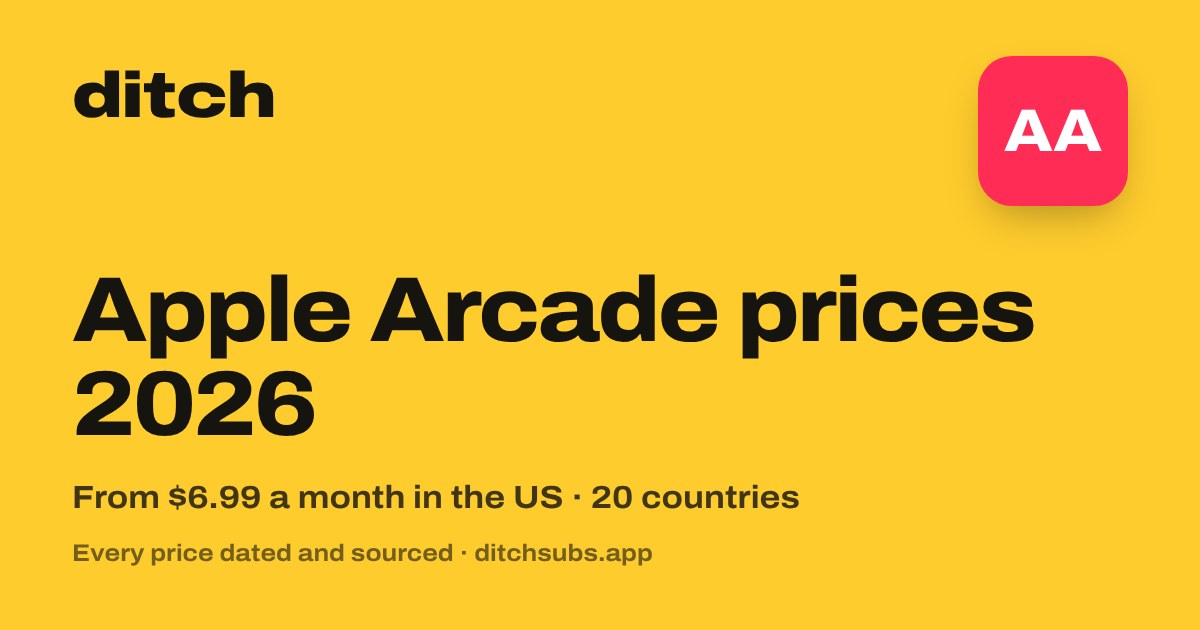 ditch
AA
Apple Arcade prices
2026
From $6.99 a month in the US · 20 countries
Every price dated and sourced · ditchsubs.app